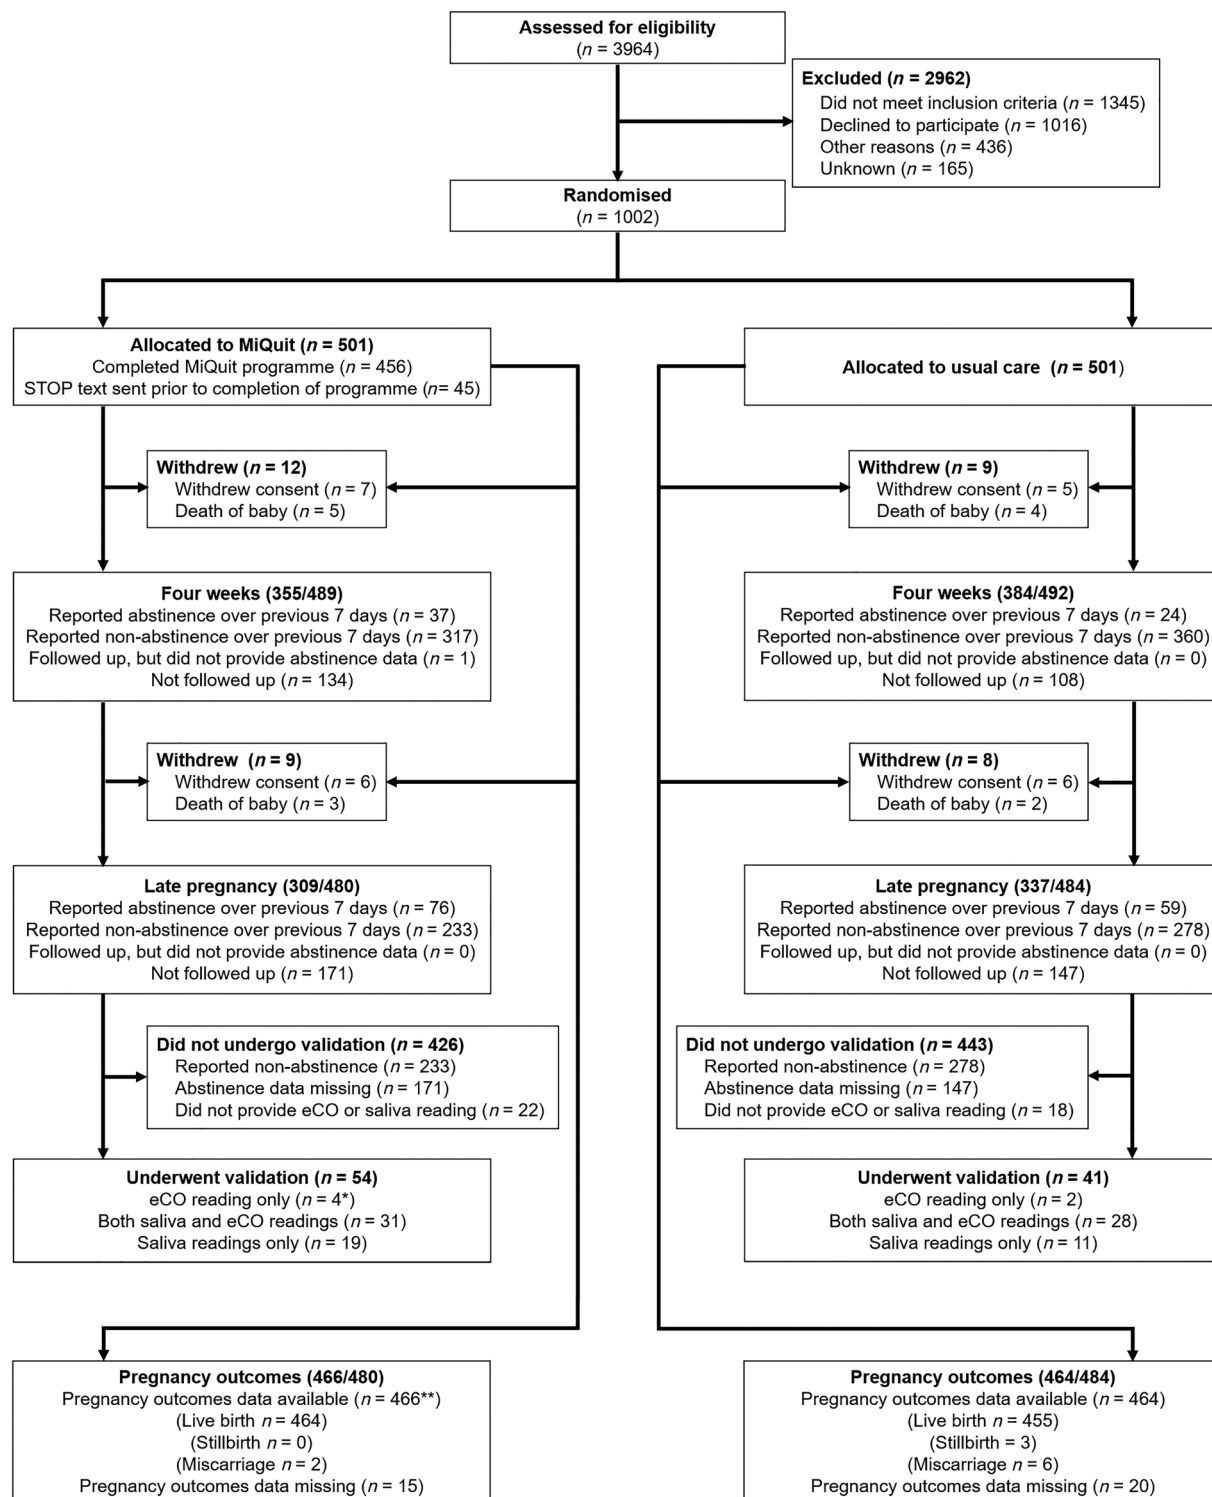 Assessed for eligibility
(n = 3964)
Excluded (n = 2962)
Did not meet inclusion criteria (n = 1345)
Declined to participate (n = 1016)
Other reasons (n = 436)
Unknown (n = 165)
Randomised
(n = 1002)
Allocated to MiQuit (n = 501)
Completed MiQuit programme (n = 456)
STOP text sent prior to completion of programme (n= 45)
Allocated to usual care (n = 501)
Withdrew (n = 12)
Withdrew consent (n = 7)
Death of baby (n = 5)
Withdrew (n = 9)
Withdrew consent (n = 5)
Death of baby (n = 4)
Four weeks (355/489)
Reported abstinence over previous 7 days (n = 37)
Reported non-abstinence over previous 7 days (n = 317)
Followed up, but did not provide abstinence data (n = 1)
Not followed up (n = 134)
Four weeks (384/492)
Reported abstinence over previous 7 days (n = 24)
Reported non-abstinence over previous 7 days (n = 360)
Followed up, but did not provide abstinence data (n = 0)
Not followed up (n = 108)
Withdrew (n = 9)
Withdrew consent (n = 6)
Death of baby (n = 3)
Withdrew (n = 8)
Withdrew consent (n = 6)
Death of baby (n = 2)
Late pregnancy (309/480)
Reported abstinence over previous 7 days (n = 76)
Reported non-abstinence over previous 7 days (n = 233)
Followed up, but did not provide abstinence data (n = 0)
Not followed up (n = 171)
Late pregnancy (337/484)
Reported abstinence over previous 7 days (n = 59)
Reported non-abstinence over previous 7 days (n = 278)
Followed up, but did not provide abstinence data (n = 0)
Not followed up (n = 147)
Did not undergo validation (n = 426)
Reported non-abstinence (n = 233)
Abstinence data missing (n = 171)
Did not provide eCO or saliva reading (n = 22)
Did not undergo validation (n = 443)
Reported non-abstinence (n = 278)
Abstinence data missing (n = 147)
Did not provide eCO or saliva reading (n = 18)
Underwent validation (n = 54)
eCO reading only (n = 4*)
Both saliva and eCO readings (n = 31)
Saliva readings only (n = 19)
Underwent validation (n = 41)
eCO reading only (n = 2)
Both saliva and eCO readings (n = 28)
Saliva readings only (n = 11)
Pregnancy outcomes (466/480)
Pregnancy outcomes data available (n = 466**)
(Live birth n = 464)
(Stillbirth n = 0)
(Miscarriage n = 2)
Pregnancy outcomes data missing (n = 15)
Pregnancy outcomes (464/484)
Pregnancy outcomes data available (n = 464)
(Live birth n = 455)
(Stillbirth = 3)
(Miscarriage n = 6)
Pregnancy outcomes data missing (n = 20)